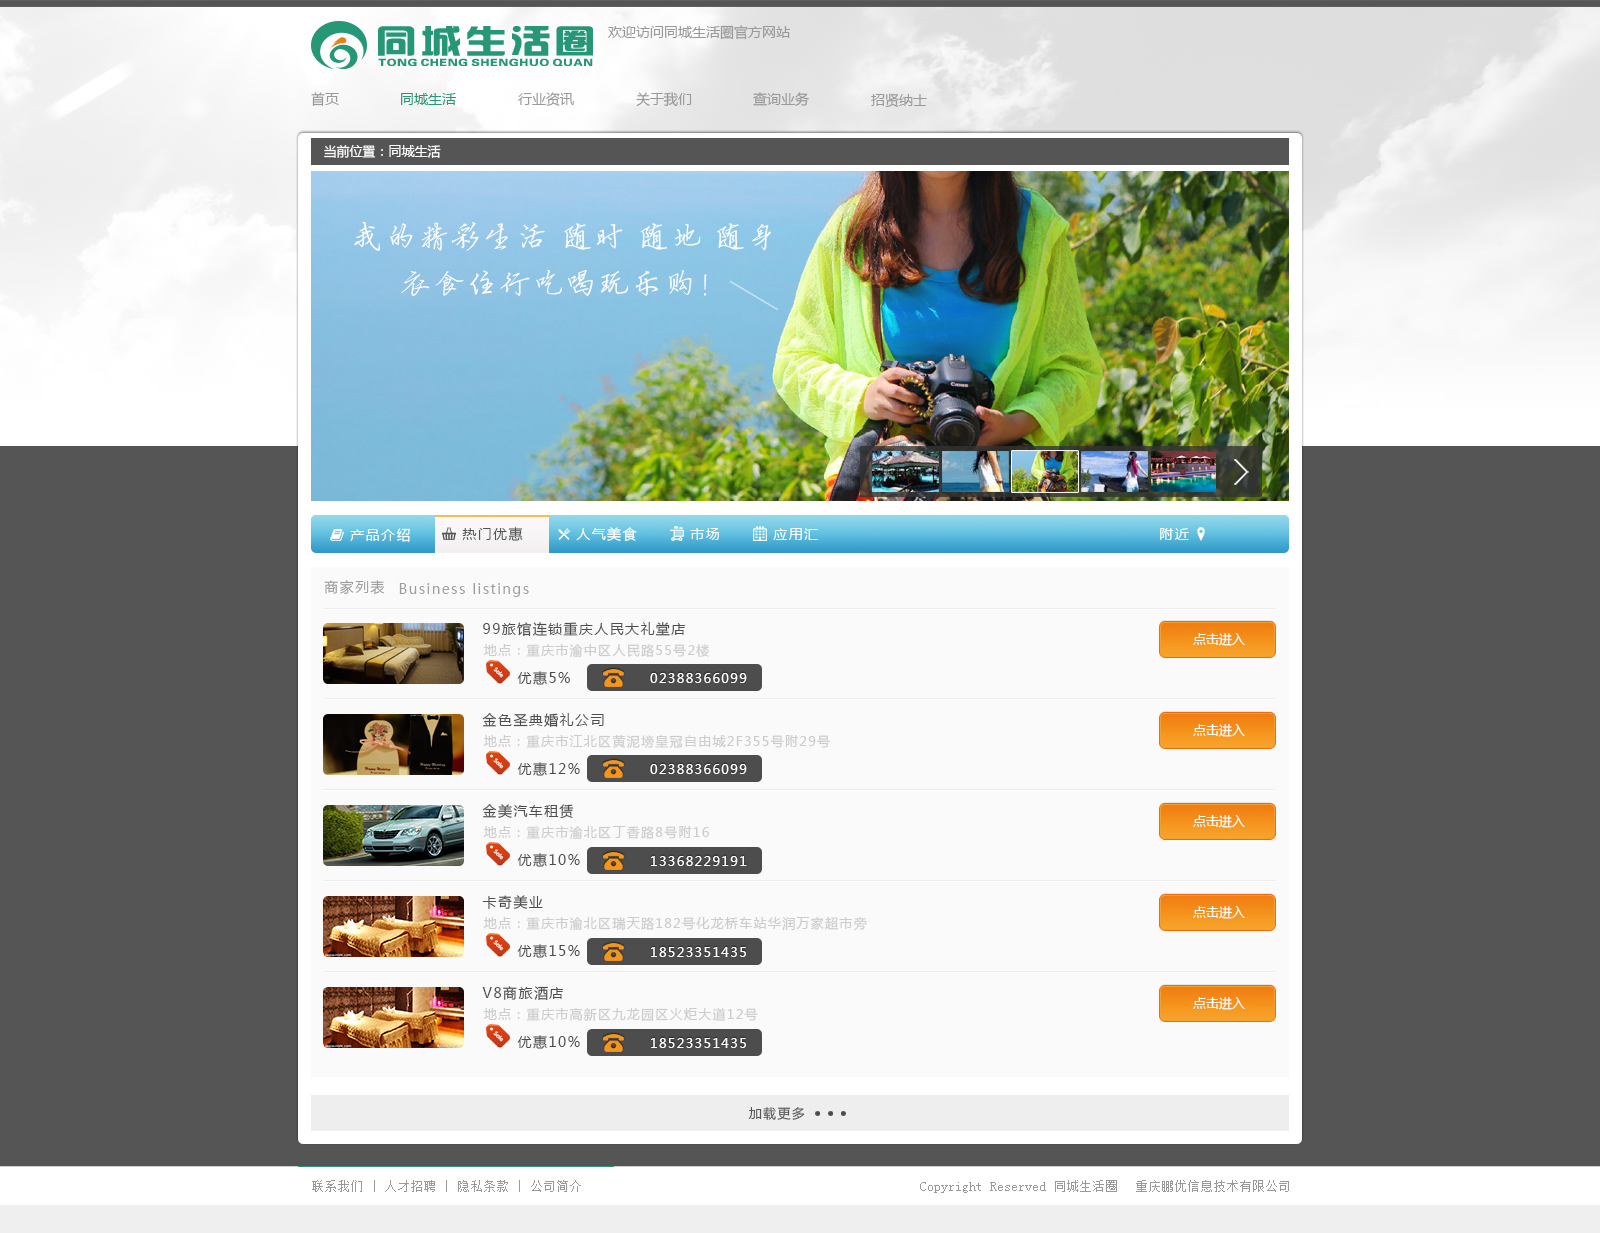 同城生活圈
TONG CHENG SHENGHUO QUAN
欢迎访问同城生活圈官方网站
首页 同城生活 行业资讯 关于我们 查询业务 招贤纳士
当前位置：同城生活
我的精彩生活 随时 随地 随身
衣食住行吃喝玩乐购！
Canon
产品介绍 热门优惠 人气美食 市场 应用汇 附近
商家列表 Business listings
99旅馆连锁重庆人民大礼堂店
点击进入
地点：重庆市渝中区人民路55号2楼
Sale 优惠5% 02388366099
金色圣典婚礼公司
点击进入
地点：重庆市江北区黄泥塝皇冠自由城2F355号附29号
Sale 优惠12% 02388366099
金美汽车租赁
点击进入
地点：重庆市渝北区丁香路8号附16
Sale 优惠10% 13368229191
卡奇美业
点击进入
地点：重庆市渝北区瑞天路182号化龙桥车站华润万家超市旁
Sale 优惠15% 18523351435
V8商旅酒店
点击进入
地点：重庆市高新区九龙园区火炬大道12号
Sale 优惠10% 18523351435
加载更多
联系我们 | 人才招聘 | 隐私条款 | 公司简介
Copyright Reserved 同城生活圈 重庆鹏优信息技术有限公司